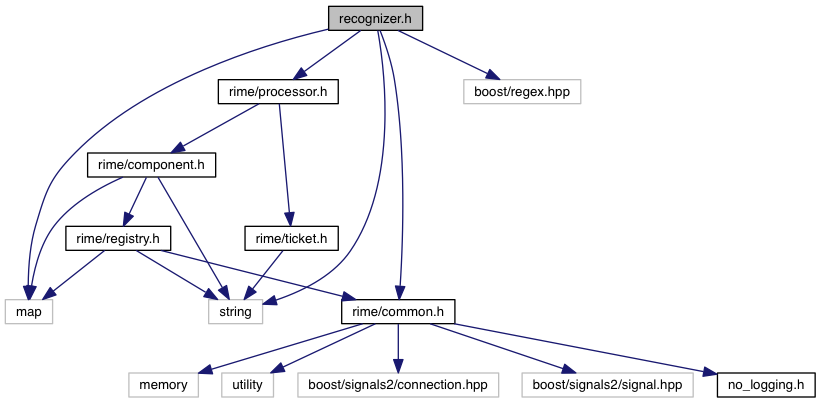 recognizer.h
rime/processor.h
boost/regex.hpp
rime/component.h
rime/registry.h
rime/ticket.h
map
string
rime/common.h
memory
utility
boost/signals2/connection.hpp
boost/signals2/signal.hpp
no_logging.h